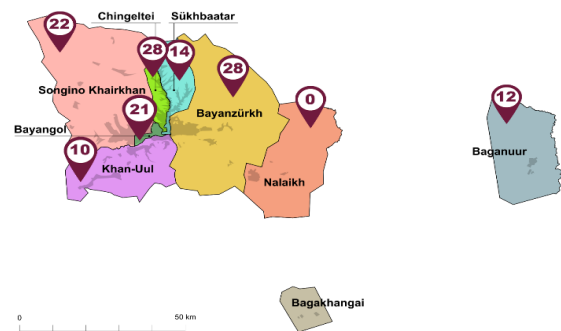 Chingeltei
Sükhbaatar
22
28
14
28
Songino Khairkhan
0
12
21
Bayanzürkh
Bayangol
10
Khan-Uul
Nalaikh
Baganuur
Bagakhangai
0
50 km